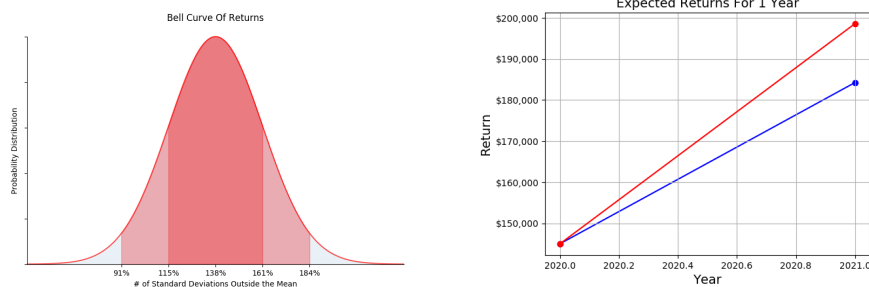 Bell Curve Of Returns
Probability Distribution
91%
115%
138%
161%
184%
# of Standard Deviations Outside the Mean
Expected Returns For 1 Year
$200,000
$190,000
$180,000
$170,000
$160,000
$150,000
Return
2020.0
2020.2
2020.4
2020.6
2020.8
2021.0
Year